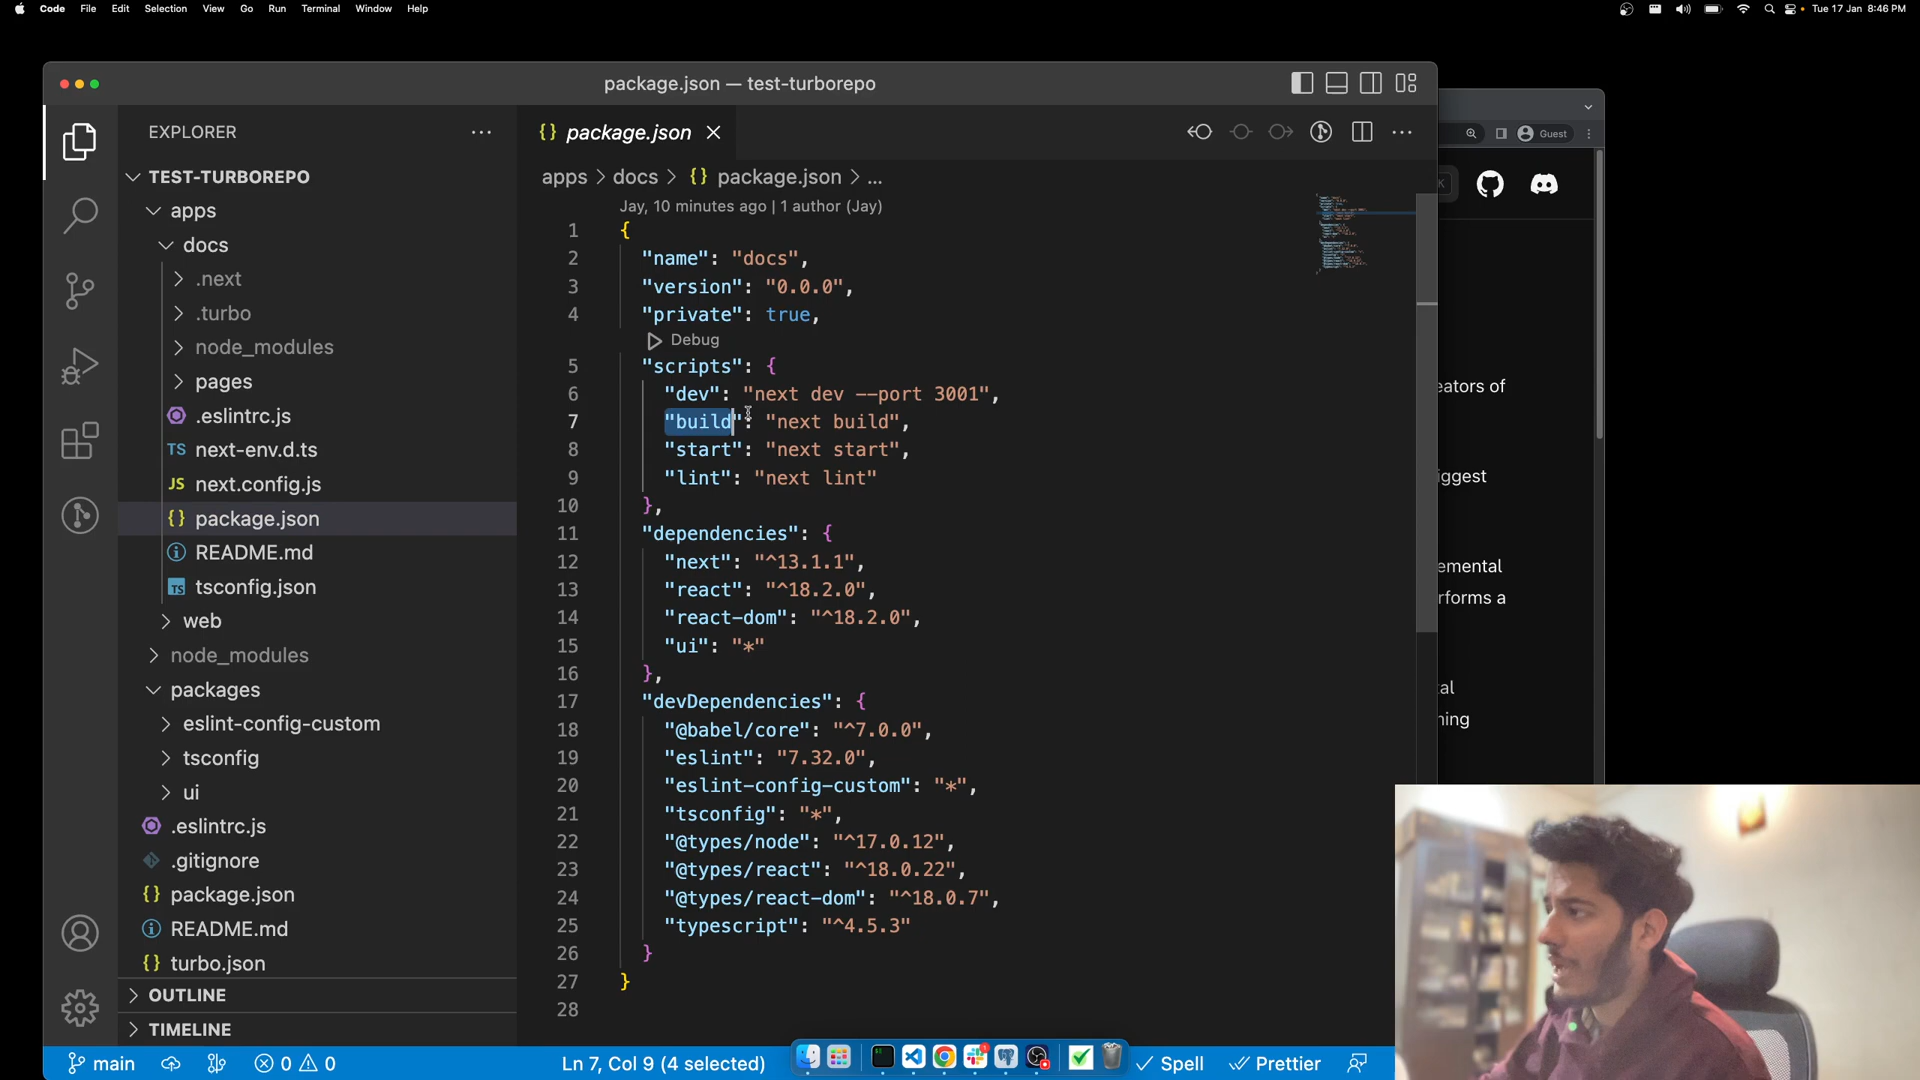 Code File Edit Selection View Go Run Terminal Window Help
Tue 17 Jan 8:46 PM
package.json — test-turborepo
EXPLORER
TEST-TURBOREPO
apps
docs
.next
.turbo
node_modules
pages
.eslintrc.js
TS next-env.d.ts
JS next.config.js
{} package.json
README.md
TS tsconfig.json
web
node_modules
packages
eslint-config-custom
tsconfig
ui
.eslintrc.js
.gitignore
{} package.json
README.md
{} turbo.json
OUTLINE
TIMELINE
{} package.json
apps > docs > {} package.json > ...
Jay, 10 minutes ago | 1 author (Jay)
1 {
2 "name": "docs",
3 "version": "0.0.0",
4 "private": true,
Debug
5 "scripts": {
6 "dev": "next dev --port 3001",
7 "build": "next build",
8 "start": "next start",
9 "lint": "next lint"
10 },
11 "dependencies": {
12 "next": "^13.1.1",
13 "react": "^18.2.0",
14 "react-dom": "^18.2.0",
15 "ui": "*"
16 },
17 "devDependencies": {
18 "@babel/core": "^7.0.0",
19 "eslint": "7.32.0",
20 "eslint-config-custom": "*",
21 "tsconfig": "*",
22 "@types/node": "^17.0.12",
23 "@types/react": "^18.0.22",
24 "@types/react-dom": "^18.0.7",
25 "typescript": "^4.5.3"
26 }
27 }
28
Guest
K
eators of
iggest
emental
rforms a
al
ning
main
0 0
Ln 7, Col 9 (4 selected)
1
Spell
Prettier